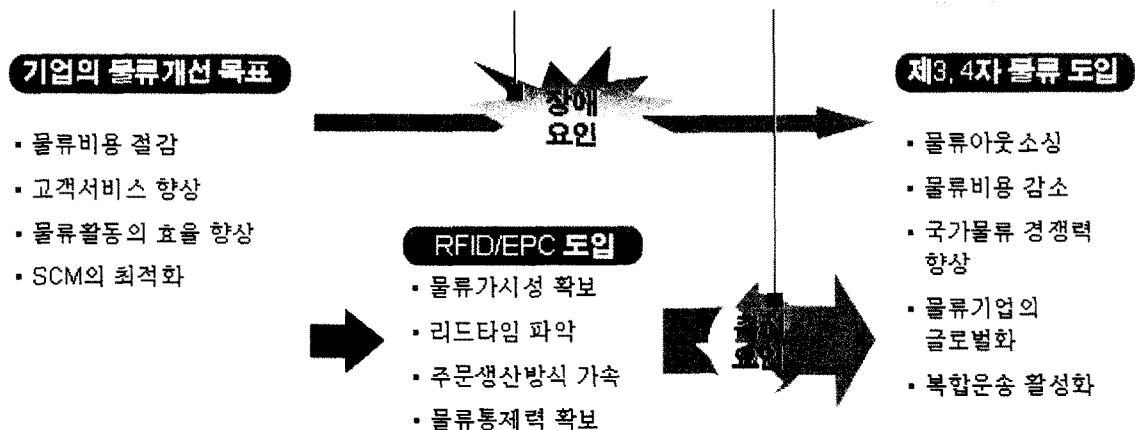 기업의 물류개선 목표
▪ 물류비용 절감
▪ 고객서비스 향상
▪ 물류활동의 효율 향상
▪ SCM의 최적화
장애
요인
RFID/EPC 도입
▪ 물류가시성 확보
▪ 리드타임 파악
▪ 주문생산방식 가속
▪ 물류통제력 확보
요인
제3, 4자 물류 도입
▪ 물류아웃소싱
▪ 물류비용 감소
▪ 국가물류 경쟁력
향상
▪ 물류기업의
글로벌화
▪ 복합운송 활성화